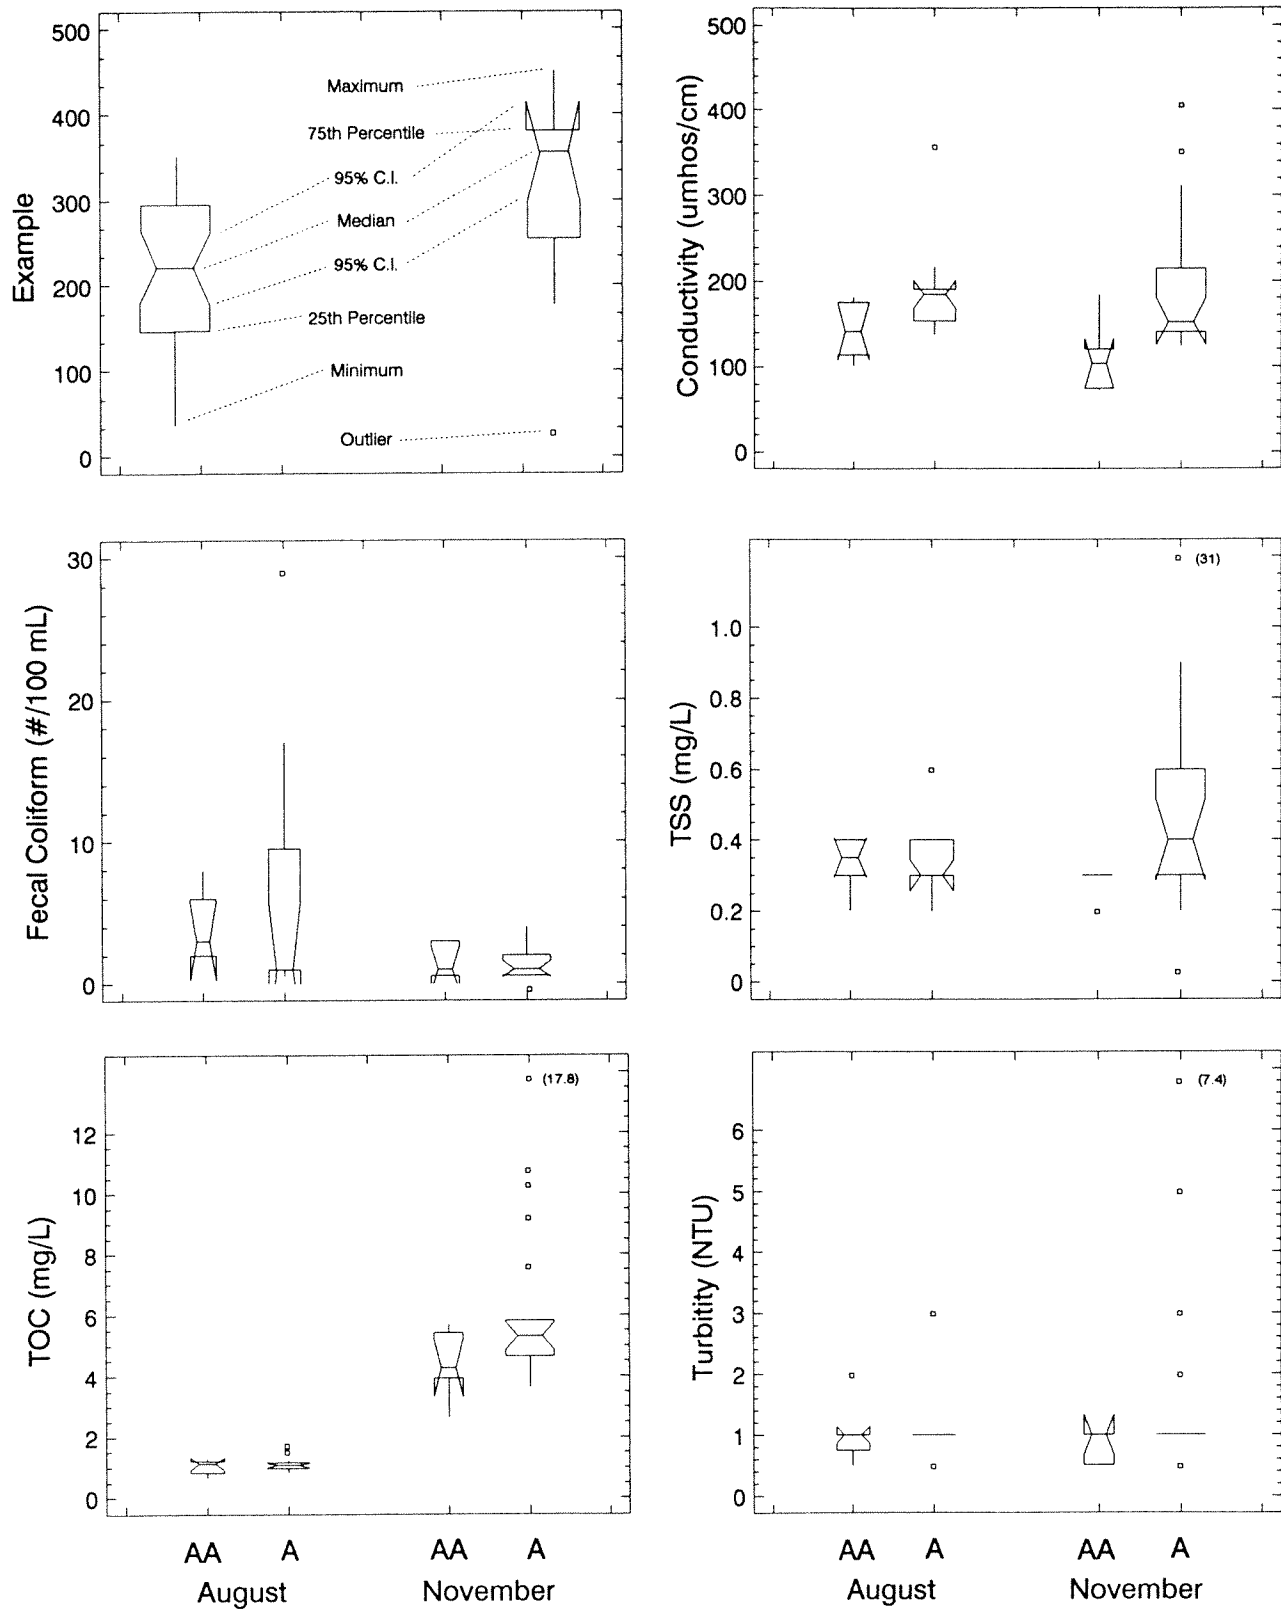 Example
500
400
300
200
100
0
Maximum
75th Percentile
95% C.I.
Median
95% C.I.
25th Percentile
Minimum
Outlier
Conductivity (umhos/cm)
500
400
300
200
100
0
Fecal Coliform (#/100 mL)
30
20
10
0
TSS (mg/L)
1.0
0.8
0.6
0.4
0.2
0
(31)
TOC (mg/L)
12
10
8
6
4
2
0
(17.8)
Turbitity (NTU)
6
5
4
3
2
1
0
(7.4)
AA A AA A
August November
AA A AA A
August November